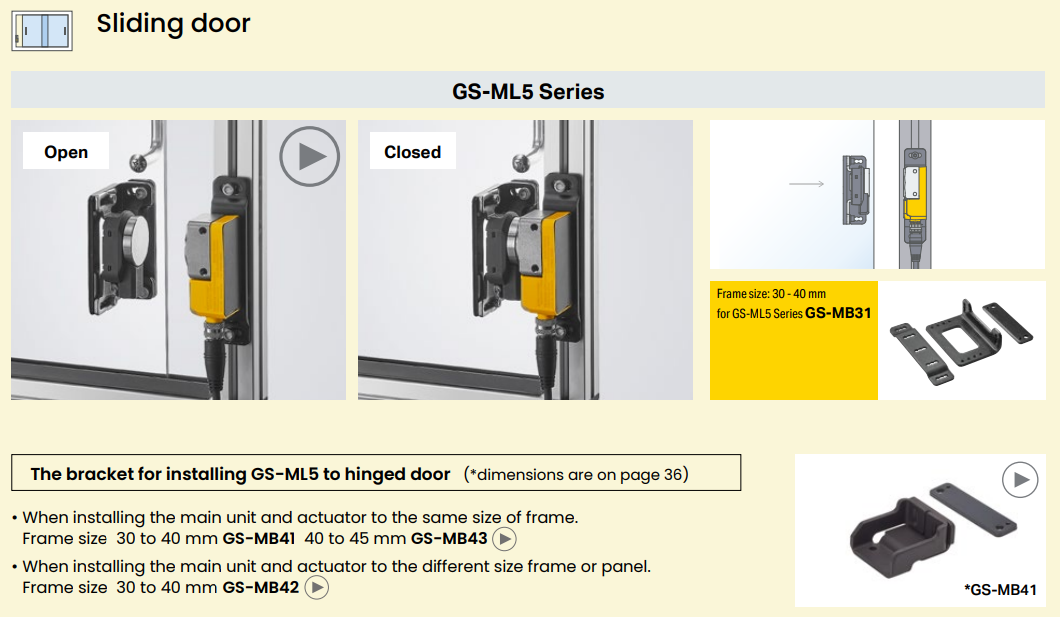 Sliding door
GS-ML5 Series
Open
Closed
Frame size: 30 - 40 mm
for GS-ML5 Series GS-MB31
The bracket for installing GS-ML5 to hinged door (*dimensions are on page 36)
• When installing the main unit and actuator to the same size of frame.
Frame size 30 to 40 mm GS-MB41 40 to 45 mm GS-MB43
• When installing the main unit and actuator to the different size frame or panel.
Frame size 30 to 40 mm GS-MB42
*GS-MB41